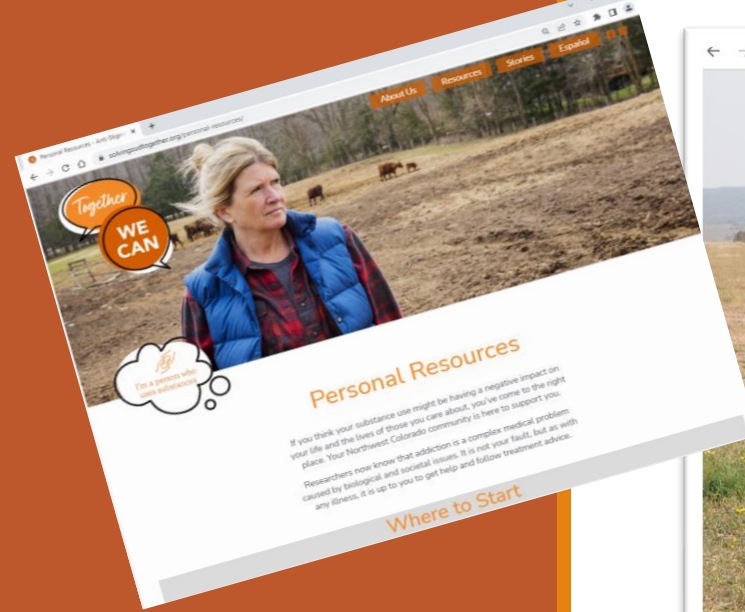 Personal Resources - Anti-Stigm
solvingsudtogether.org/personal-resources/
About Us
Resources
Stories
Español
Together
WE
CAN
I'm a person who
uses substances
Personal Resources
If you think your substance use might be having a negative impact on
your life and the lives of those you care about, you've come to the right
place. Your Northwest Colorado community is here to support you.
Researchers now know that addiction is a complex medical problem
caused by biological and societal issues. It is not your fault, but as with
any illness, it is up to you to get help and follow treatment advice.
Where to Start